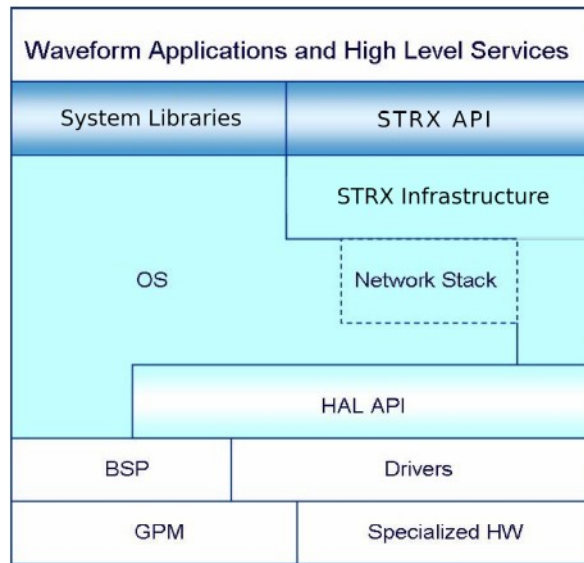 Waveform Applications and High Level Services
System Libraries
STRX API
STRX Infrastructure
OS
Network Stack
HAL API
BSP
Drivers
GPM
Specialized HW